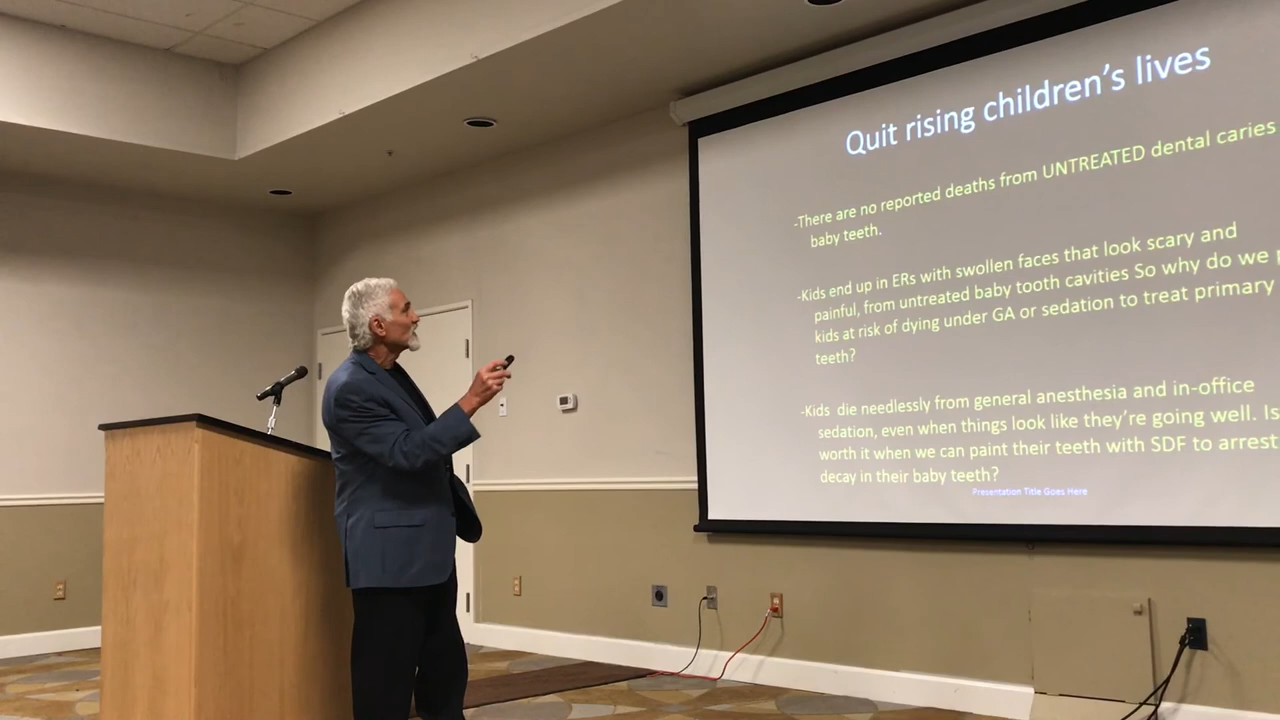 Quit rising children's lives
-There are no reported deaths from UNTREATED dental caries
baby teeth.
-Kids end up in ERs with swollen faces that look scary and
painful, from untreated baby tooth cavities So why do we
kids at risk of dying under GA or sedation to treat primary
teeth?
-Kids die needlessly from general anesthesia and in-office
sedation, even when things look like they're going well. Is
worth it when we can paint their teeth with SDF to arrest
decay in their baby teeth?
Presentation Title Goes Here